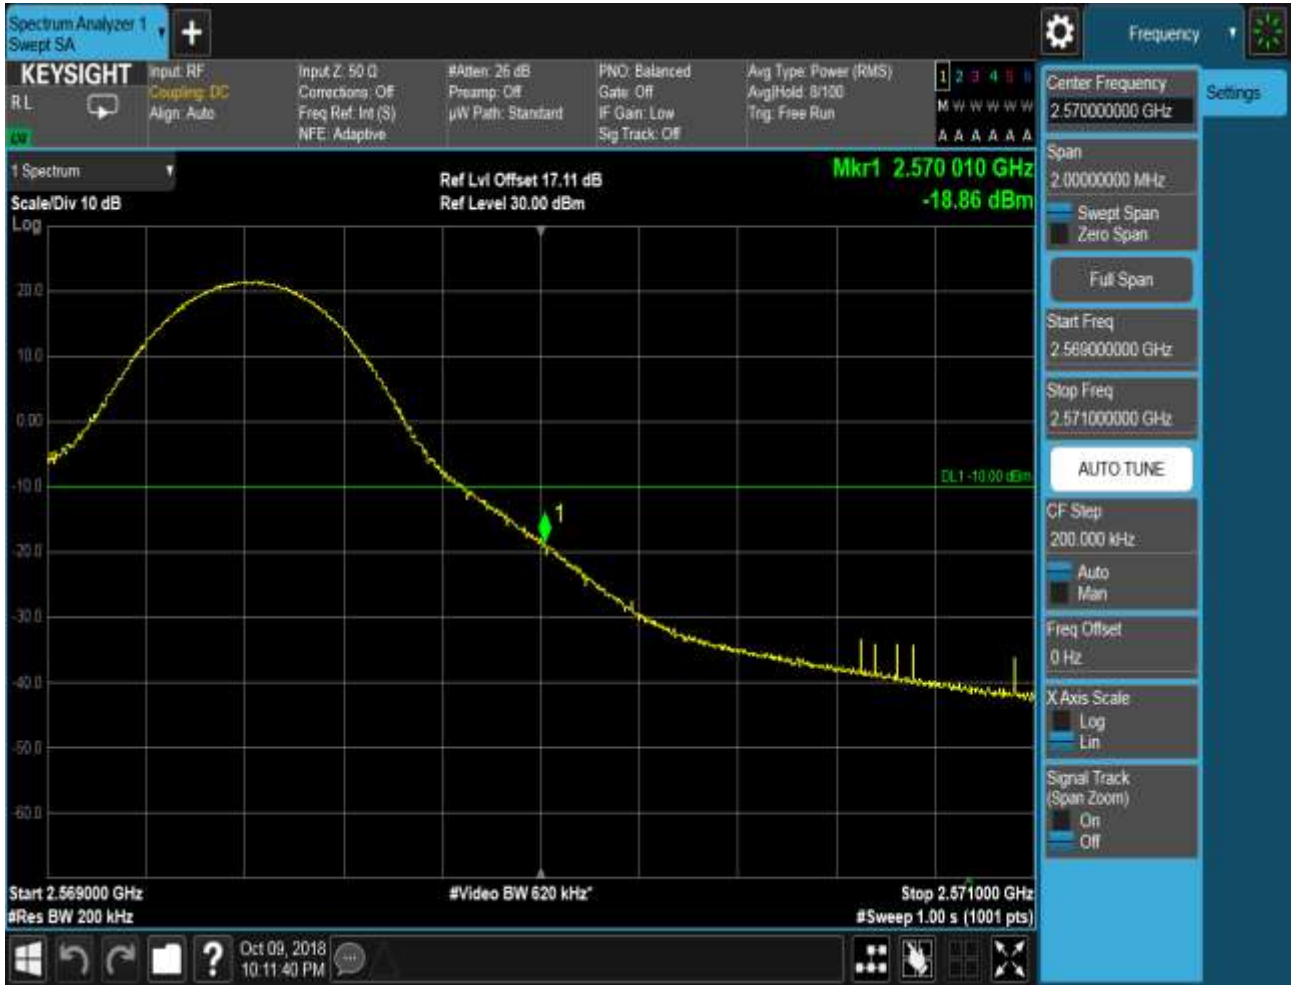 Spectrum Analyzer 1
Swept SA
Frequency
KEYSIGHT
R L
Input: RF
Coupling: DC
Align: Auto
Input Z: 50 Ω
Corrections: Off
Freq Ref: Int (S)
NFE: Adaptive
#Atten: 26 dB
Preamp: Off
µW Path: Standard
PNO: Balanced
Gate: Off
IF Gain: Low
Sig Track: Off
Avg Type: Power (RMS)
Avg|Hold: 8/100
Trig: Free Run
1 2 3 4 5 6
M W W W W W
A A A A A A
1 Spectrum
Scale/Div 10 dB
Log
Ref Lvl Offset 17.11 dB
Ref Level 30.00 dBm
Mkr1 2.570 010 GHz
-18.86 dBm
20.0
10.0
0.00
-10.0
-20.0
-30.0
-40.0
-50.0
-60.0
DL1 -10.00 dBm
1
Start 2.569000 GHz
#Res BW 200 kHz
#Video BW 620 kHz*
Stop 2.571000 GHz
#Sweep 1.00 s (1001 pts)
Center Frequency
2.570000000 GHz
Settings
Span
2.00000000 MHz
Swept Span
Zero Span
Full Span
Start Freq
2.569000000 GHz
Stop Freq
2.571000000 GHz
AUTO TUNE
CF Step
200.000 kHz
Auto
Man
Freq Offset
0 Hz
X Axis Scale
Log
Lin
Signal Track
(Span Zoom)
On
Off
?
Oct 09, 2018
10:11:40 PM